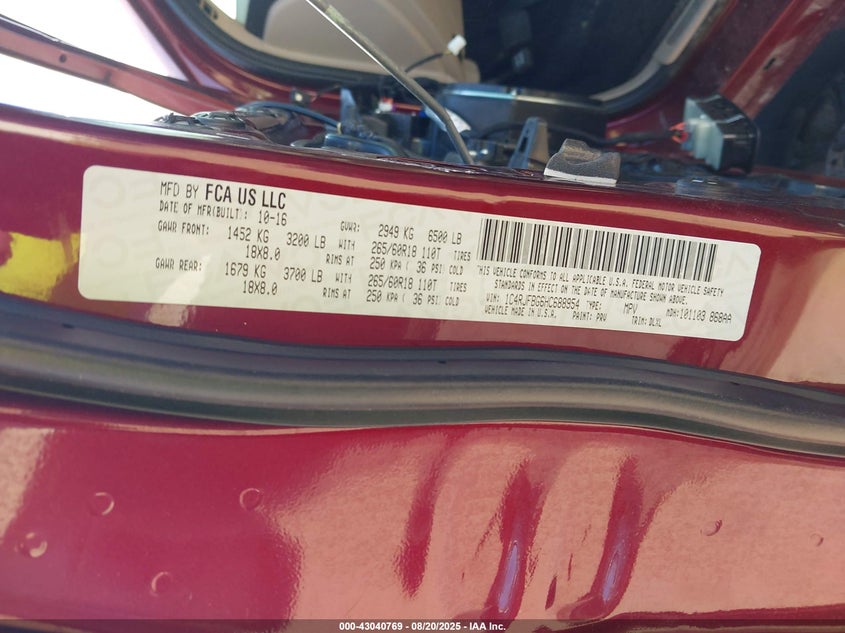 MFD BY FCA US LLC
DATE OF MFR(BUILT): 10-16 GVWR: 2949 KG 6500 LB
GAWR FRONT: 1452 KG 3200 LB WITH 265/60R18 110T TIRES
18X8.0 RIMS AT 250 KPA ( 36 PSI) COLD
GAWR REAR: 1679 KG 3700 LB WITH 265/60R18 110T TIRES
18X8.0 RIMS AT 250 KPA ( 36 PSI) COLD
THIS VEHICLE CONFORMS TO ALL APPLICABLE U.S.A. FEDERAL MOTOR VEHICLE SAFETY
STANDARDS IN EFFECT ON THE DATE OF MANUFACTURE SHOWN ABOVE.
VIN: 1C4RJFBG6HC688954 TYPE: MPV MDH: 101103 868AA
VEHICLE MADE IN U.S.A. PAINT: PRV TRIM: DLXL
000-43040769 - 08/20/2025 - IAA Inc.